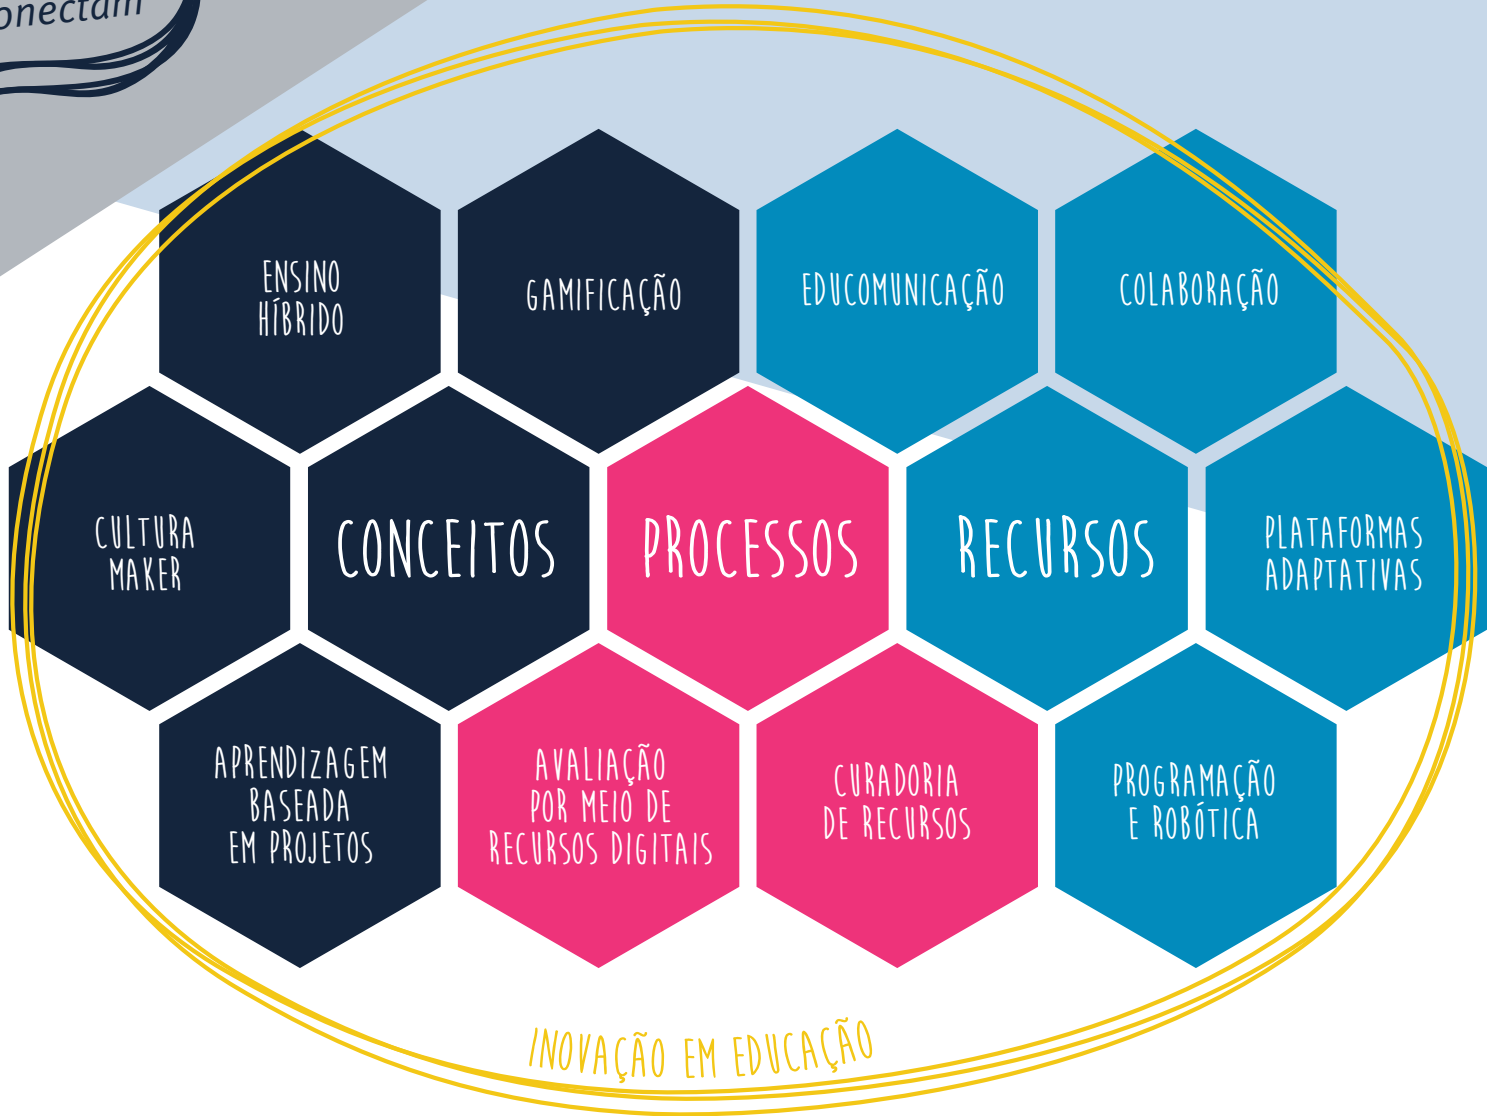 ENSINO
HÍBRIDO
GAMIFICAÇÃO
EDUCOMUNICAÇÃO
COLABORAÇÃO
CULTURA
MAKER
CONCEITOS
PROCESSOS
RECURSOS
PLATAFORMAS
ADAPTATIVAS
APRENDIZAGEM
BASEADA
EM PROJETOS
AVALIAÇÃO
POR MEIO DE
RECURSOS DIGITAIS
CURADORIA
DE RECURSOS
PROGRAMAÇÃO
E ROBÓTICA
INOVAÇÃO EM EDUCAÇÃO